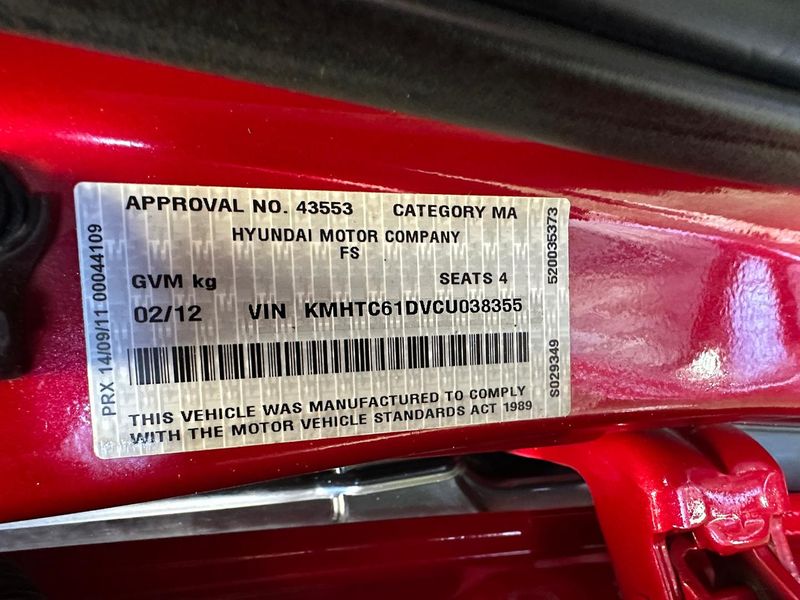 APPROVAL NO. 43553 CATEGORY MA
HYUNDAI MOTOR COMPANY
FS
GVM kg SEATS 4
02/12 VIN KMHTC61DVCU038355
THIS VEHICLE WAS MANUFACTURED TO COMPLY
WITH THE MOTOR VEHICLE STANDARDS ACT 1989
PRX 14/09/11 00044109
S029349 520035373